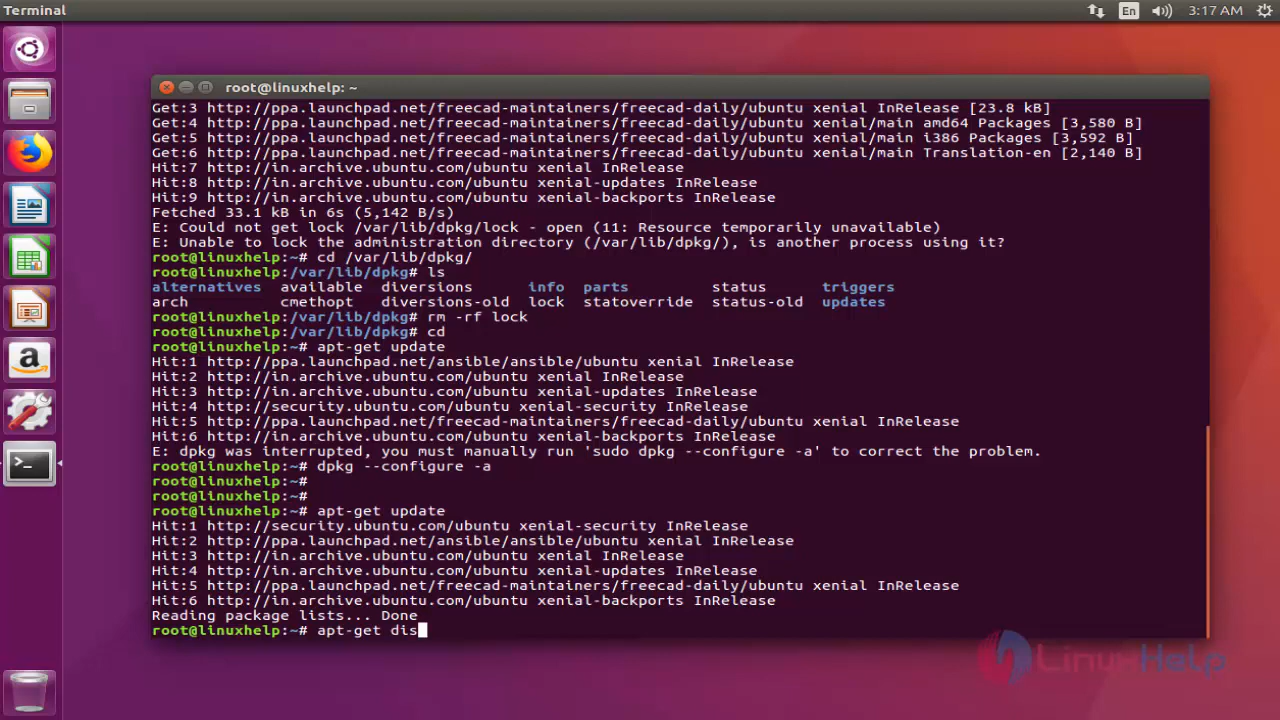 Terminal
En
3:17 AM
root@linuxhelp: ~
Get:3 http://ppa.launchpad.net/freecad-maintainers/freecad-daily/ubuntu xenial InRelease [23.8 kB]
Get:4 http://ppa.launchpad.net/freecad-maintainers/freecad-daily/ubuntu xenial/main amd64 Packages [3,580 B]
Get:5 http://ppa.launchpad.net/freecad-maintainers/freecad-daily/ubuntu xenial/main i386 Packages [3,592 B]
Get:6 http://ppa.launchpad.net/freecad-maintainers/freecad-daily/ubuntu xenial/main Translation-en [2,140 B]
Hit:7 http://in.archive.ubuntu.com/ubuntu xenial InRelease
Hit:8 http://in.archive.ubuntu.com/ubuntu xenial-updates InRelease
Hit:9 http://in.archive.ubuntu.com/ubuntu xenial-backports InRelease
Fetched 33.1 kB in 6s (5,142 B/s)
E: Could not get lock /var/lib/dpkg/lock - open (11: Resource temporarily unavailable)
E: Unable to lock the administration directory (/var/lib/dpkg/), is another process using it?
root@linuxhelp:~# cd /var/lib/dpkg/
root@linuxhelp:/var/lib/dpkg# ls
alternatives available diversions info parts status triggers
arch cmethopt diversions-old lock statoverride status-old updates
root@linuxhelp:/var/lib/dpkg# rm -rf lock
root@linuxhelp:/var/lib/dpkg# cd
root@linuxhelp:~# apt-get update
Hit:1 http://ppa.launchpad.net/ansible/ansible/ubuntu xenial InRelease
Hit:2 http://in.archive.ubuntu.com/ubuntu xenial InRelease
Hit:3 http://in.archive.ubuntu.com/ubuntu xenial-updates InRelease
Hit:4 http://security.ubuntu.com/ubuntu xenial-security InRelease
Hit:5 http://ppa.launchpad.net/freecad-maintainers/freecad-daily/ubuntu xenial InRelease
Hit:6 http://in.archive.ubuntu.com/ubuntu xenial-backports InRelease
E: dpkg was interrupted, you must manually run 'sudo dpkg --configure -a' to correct the problem.
root@linuxhelp:~# dpkg --configure -a
root@linuxhelp:~#
root@linuxhelp:~#
root@linuxhelp:~# apt-get update
Hit:1 http://security.ubuntu.com/ubuntu xenial-security InRelease
Hit:2 http://ppa.launchpad.net/ansible/ansible/ubuntu xenial InRelease
Hit:3 http://in.archive.ubuntu.com/ubuntu xenial InRelease
Hit:4 http://in.archive.ubuntu.com/ubuntu xenial-updates InRelease
Hit:5 http://ppa.launchpad.net/freecad-maintainers/freecad-daily/ubuntu xenial InRelease
Hit:6 http://in.archive.ubuntu.com/ubuntu xenial-backports InRelease
Reading package lists... Done
root@linuxhelp:~# apt-get dis
LinuxHelp